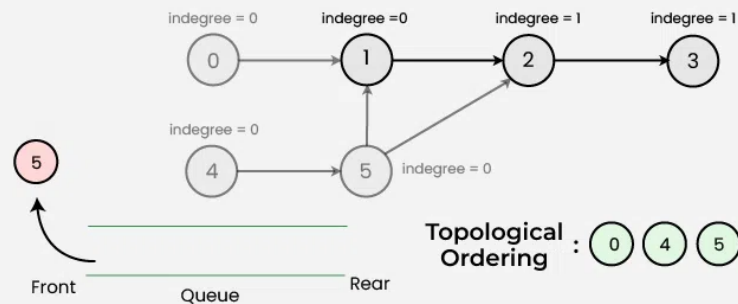 indegree = 0
indegree =0
indegree = 1
indegree = 1
0
1
2
3
indegree = 0
5
4
5
indegree = 0
Topological
Ordering
:
0
4
5
Front
Queue
Rear